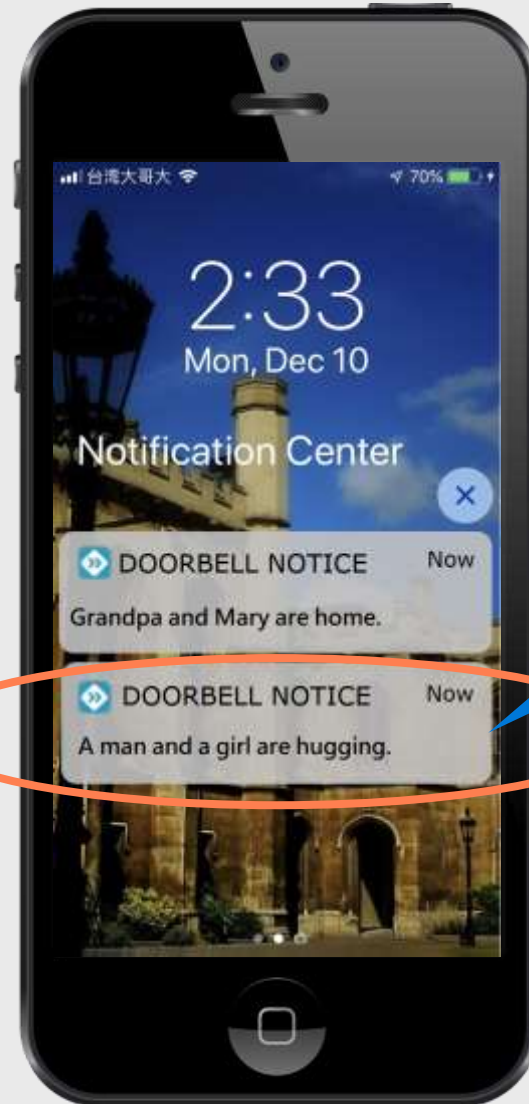 台湾大哥大 70%
2:33
Mon, Dec 10
Notification Center
DOORBELL NOTICE Now
Grandpa and Mary are home.
DOORBELL NOTICE Now
A man and a girl are hugging.